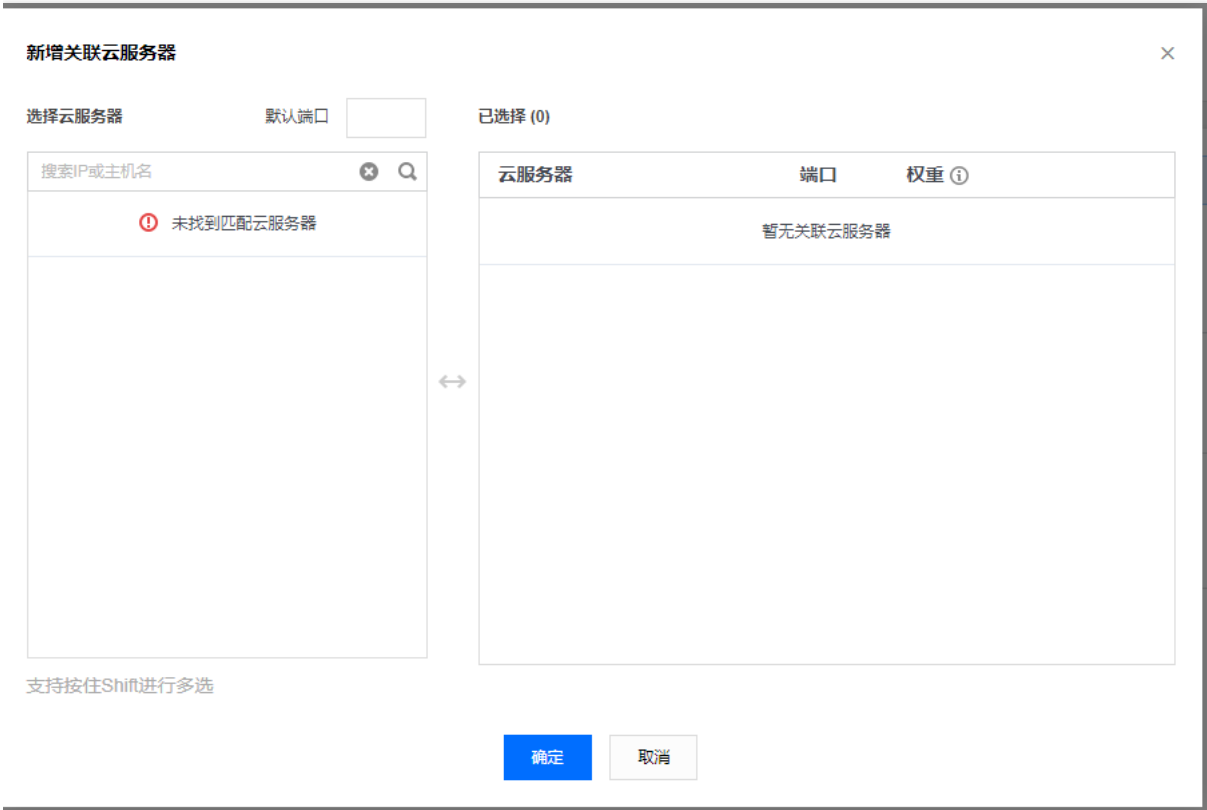 新增关联云服务器
选择云服务器 默认端口
已选择 (0)
搜索IP或主机名
未找到匹配云服务器
云服务器 端口 权重
暂无关联云服务器
支持按住Shift进行多选
确定 取消